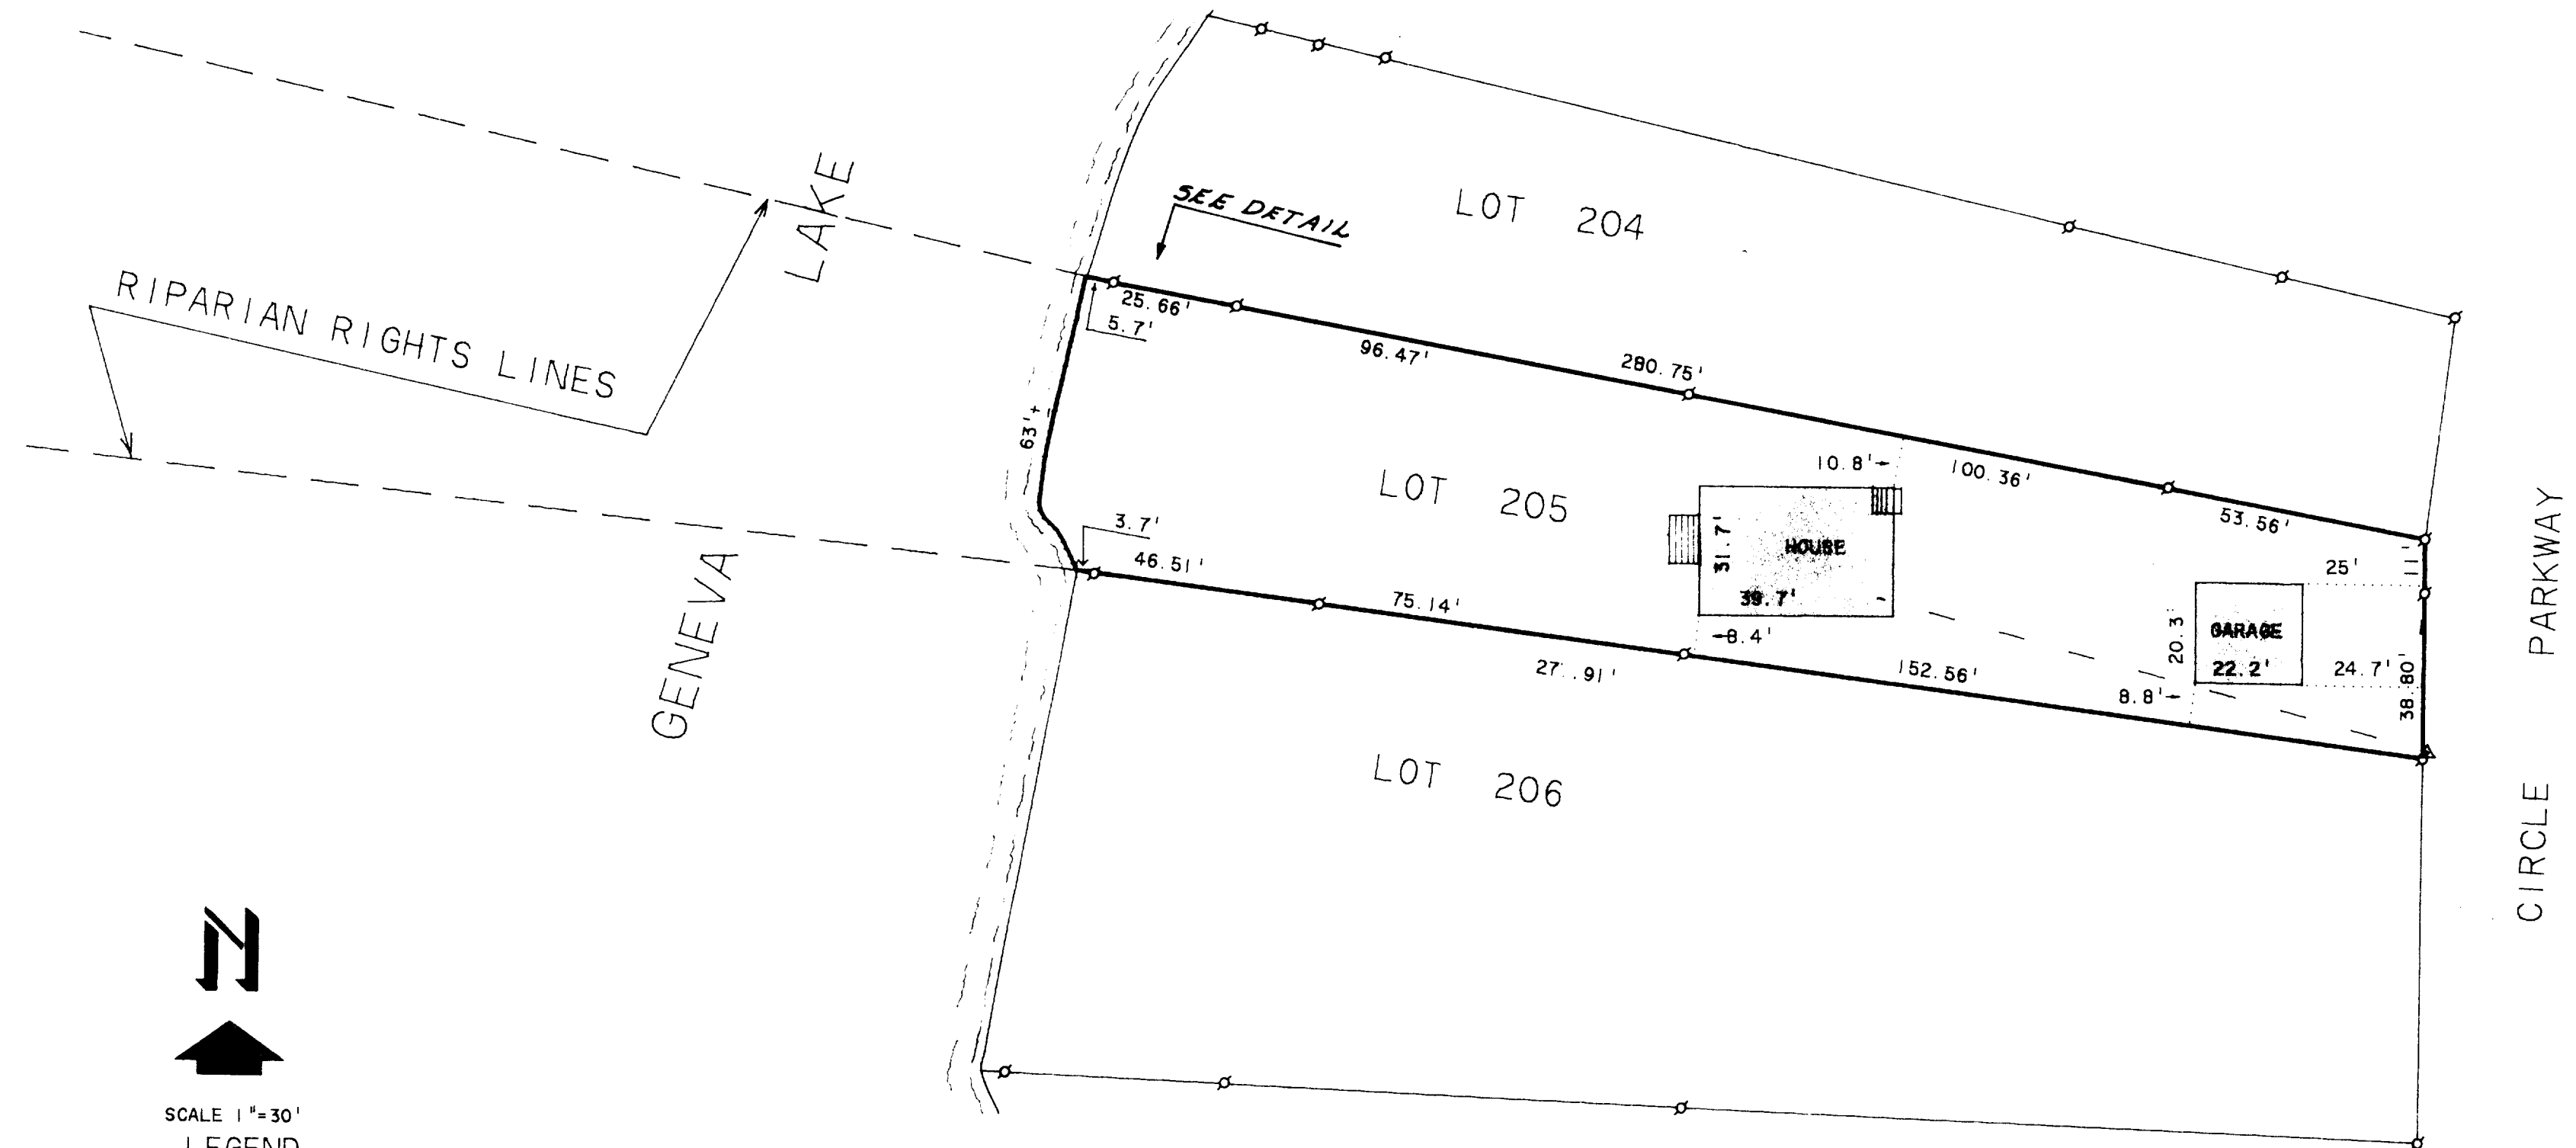 SEE DETAIL
LOT 204
LAKE
RIPARIAN RIGHTS LINES
25.66'
5.7'
96.47'
280.75'
63'±
10.8'
100.36'
LOT 205
53.56'
3.7'
46.51'
31.7'
HOUSE
39.7'
25'
11'
PARKWAY
75.14'
8.4'
20.3'
GARAGE
22.2'
24.7'
38.80'
GENEVA
152.56'
8.8'
LOT 206
CIRCLE
N
SCALE 1"=30'
LEGEND